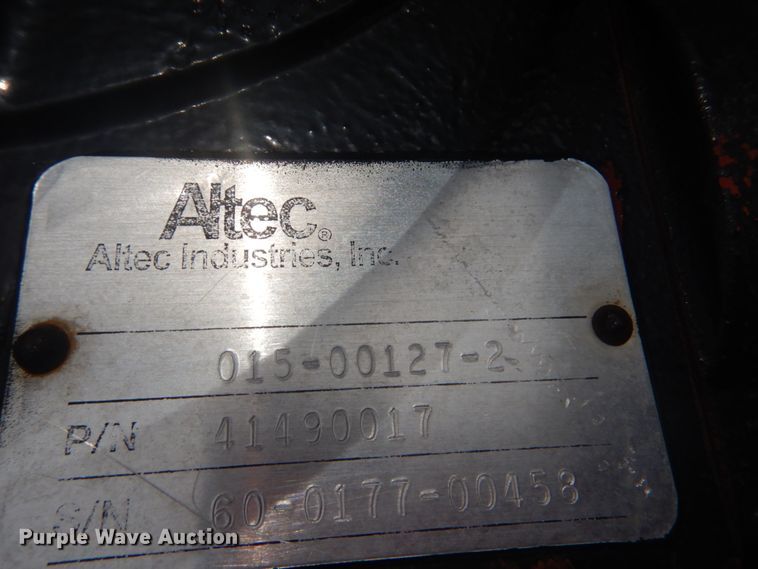 Altec®
Altec Industries, Inc.
015-00127-2
P/N 41490017
S/N 60-0177-00458
Purple Wave Auction